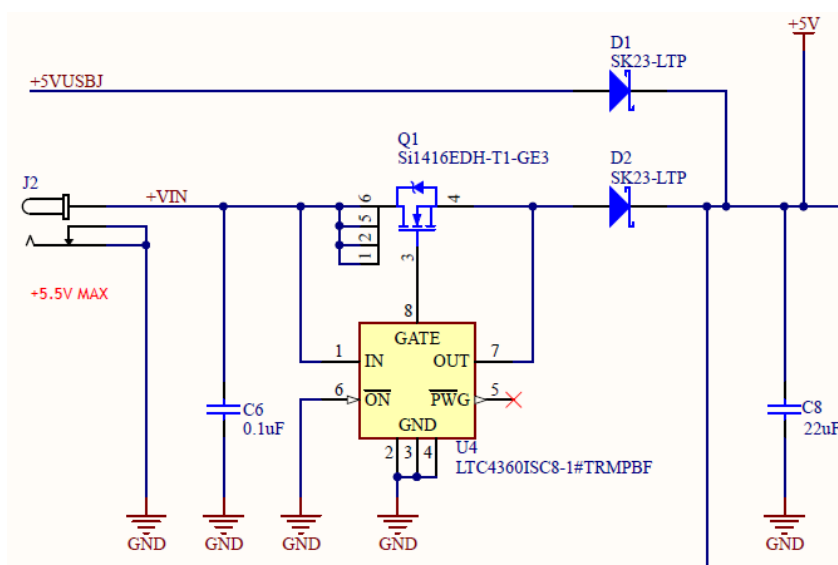 +5V
D1
SK23-LTP
+5VUSBJ
Q1
Si1416EDH-T1-GE3
D2
SK23-LTP
J2
+VIN
6
5
2
1
4
3
+5.5V MAX
8
GATE
1
IN
OUT
7
6
ON
PWG
5
GND
C6
0.1uF
2
3
4
U4
LTC4360ISC8-1#TRMPBF
C8
22uF
GND
GND
GND
GND
GND